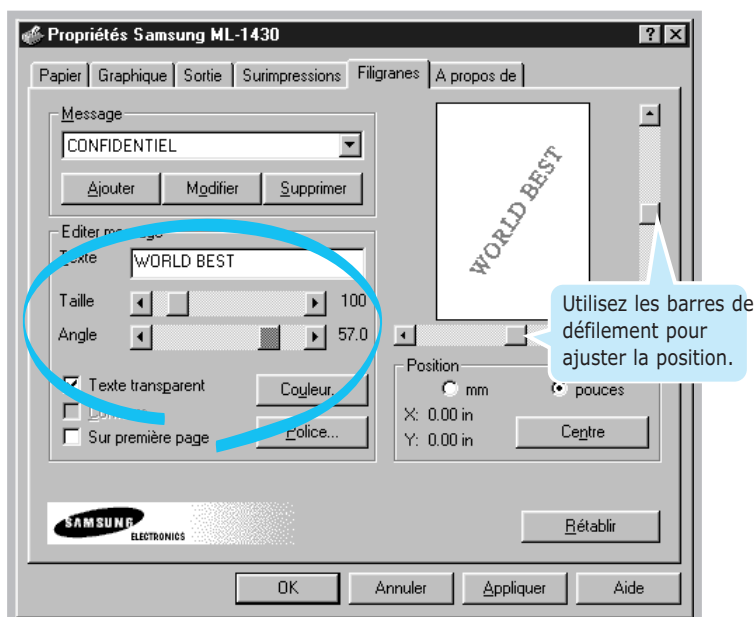 Propriétés Samsung ML-1430
Papier Graphique Sortie Surimpressions Filigranes A propos de
Message
CONFIDENTIEL
Ajouter Modifier Supprimer
Editer message
Texte WORLD BEST
Taille 100
Angle 57.0
Texte transparent Couleur...
Sur première page Police...
WORLD BEST
Utilisez les barres de
défilement pour
ajuster la position.
Position
mm pouces
X: 0.00 in
Y: 0.00 in Centre
SAMSUNG
ELECTRONICS
Rétablir
OK Annuler Appliquer Aide